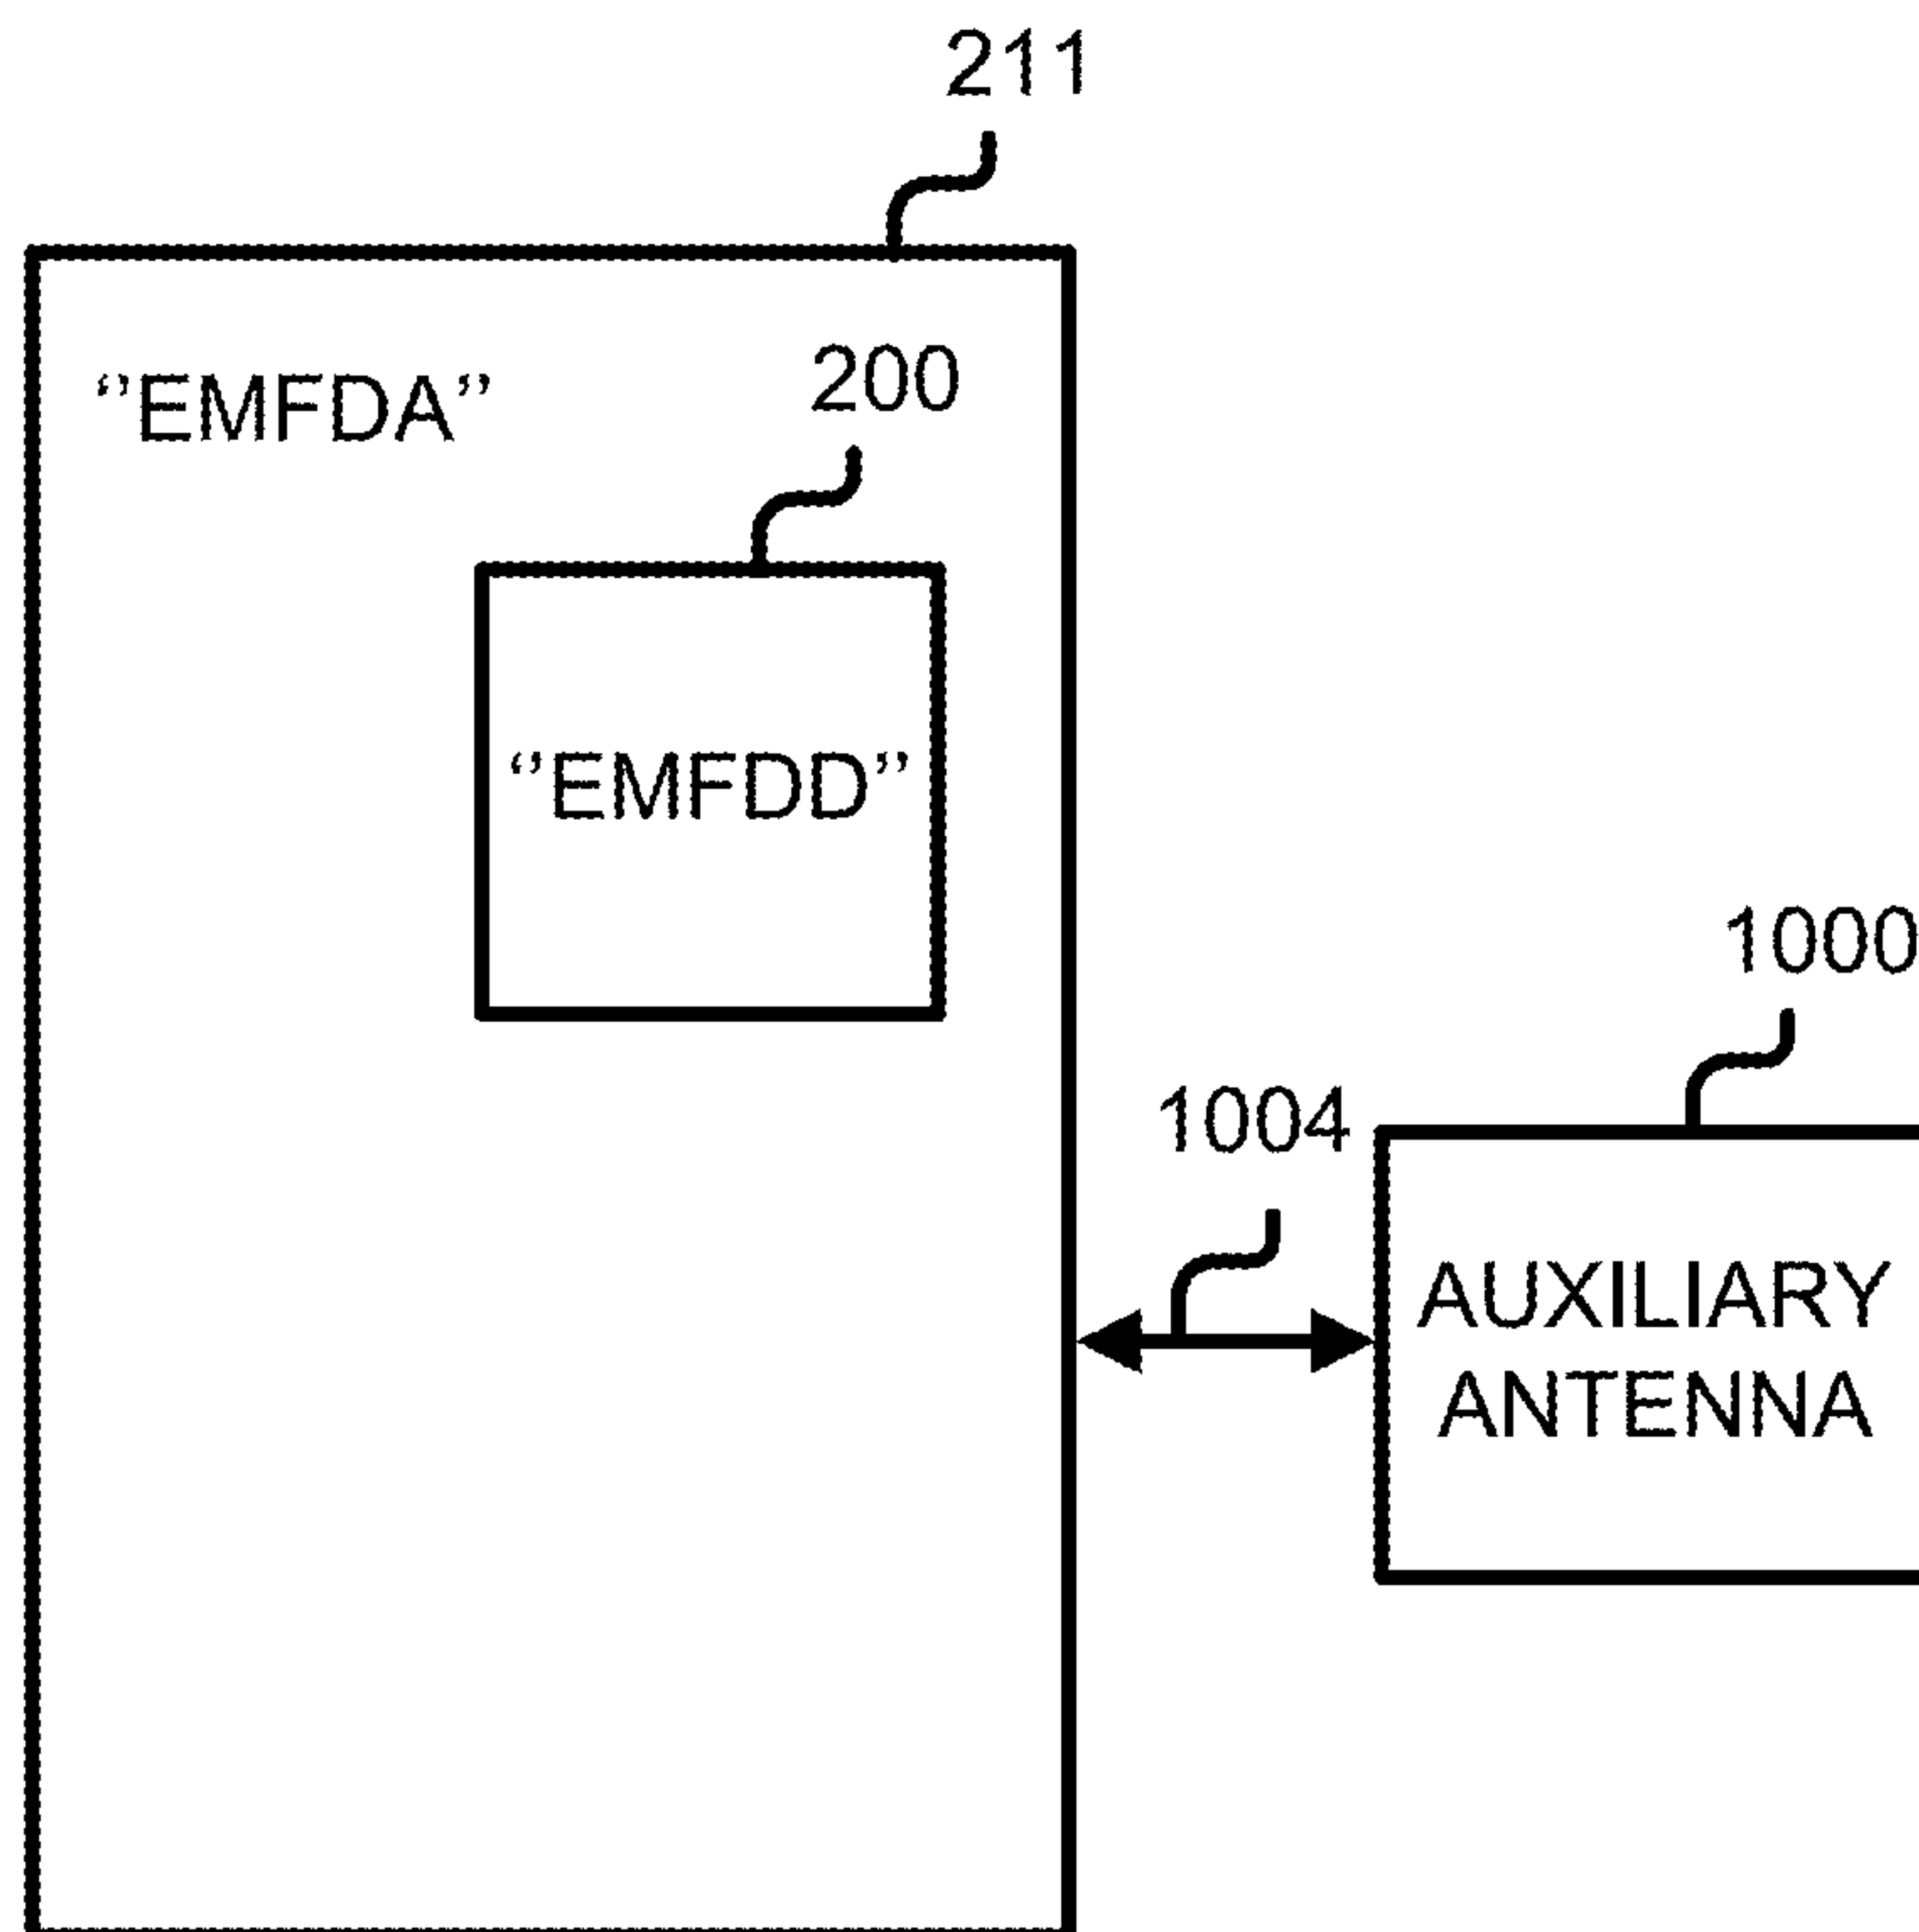 211
“EMFDA”
200
“EMFDD”
1000
1004
AUXILIARY
ANTENNA